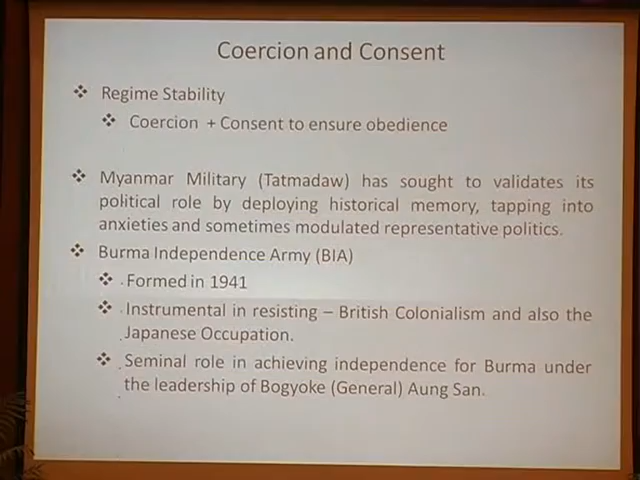 Coercion and Consent
❖ Regime Stability
❖ Coercion + Consent to ensure obedience
❖ Myanmar Military (Tatmadaw) has sought to validates its
political role by deploying historical memory, tapping into
anxieties and sometimes modulated representative politics.
❖ Burma Independence Army (BIA)
❖ Formed in 1941
❖ Instrumental in resisting – British Colonialism and also the
Japanese Occupation.
❖ Seminal role in achieving independence for Burma under
the leadership of Bogyoke (General) Aung San.